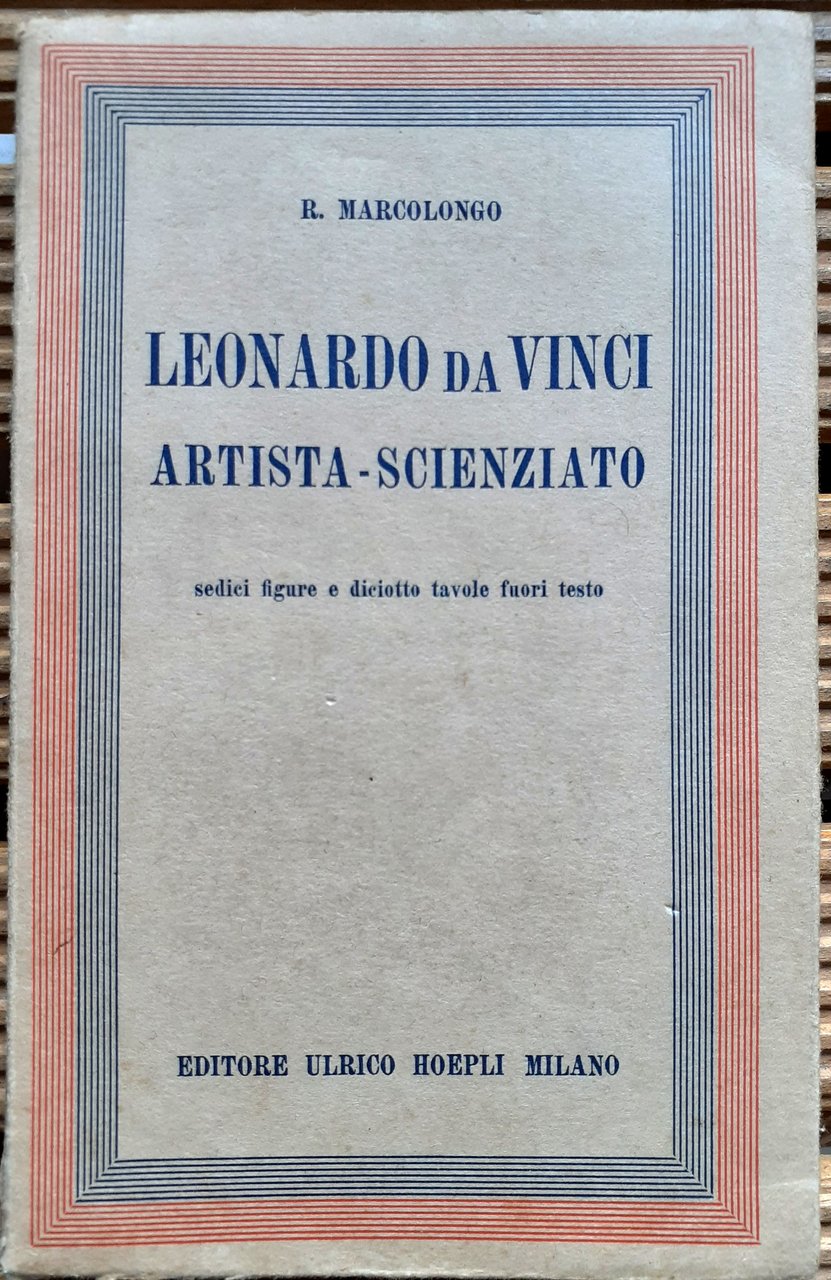 R. MARCOLONGO
LEONARDO DA VINCI
ARTISTA-SCIENZIATO
sedici figure e diciotto tavole fuori testo
EDITORE ULRICO HOEPLI MILANO